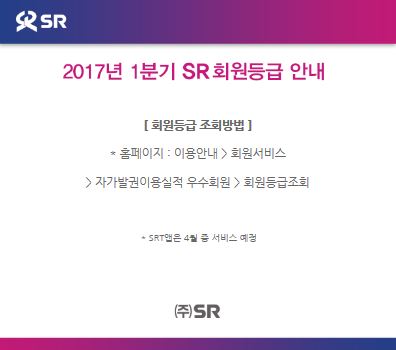 SR
2017년 1분기 SR회원등급 안내
[ 회원등급 조회방법 ]
* 홈페이지 : 이용안내 > 회원서비스
> 자가발권이용실적 우수회원 > 회원등급조회
* SRT앱은 4월 중 서비스 예정
㈜SR